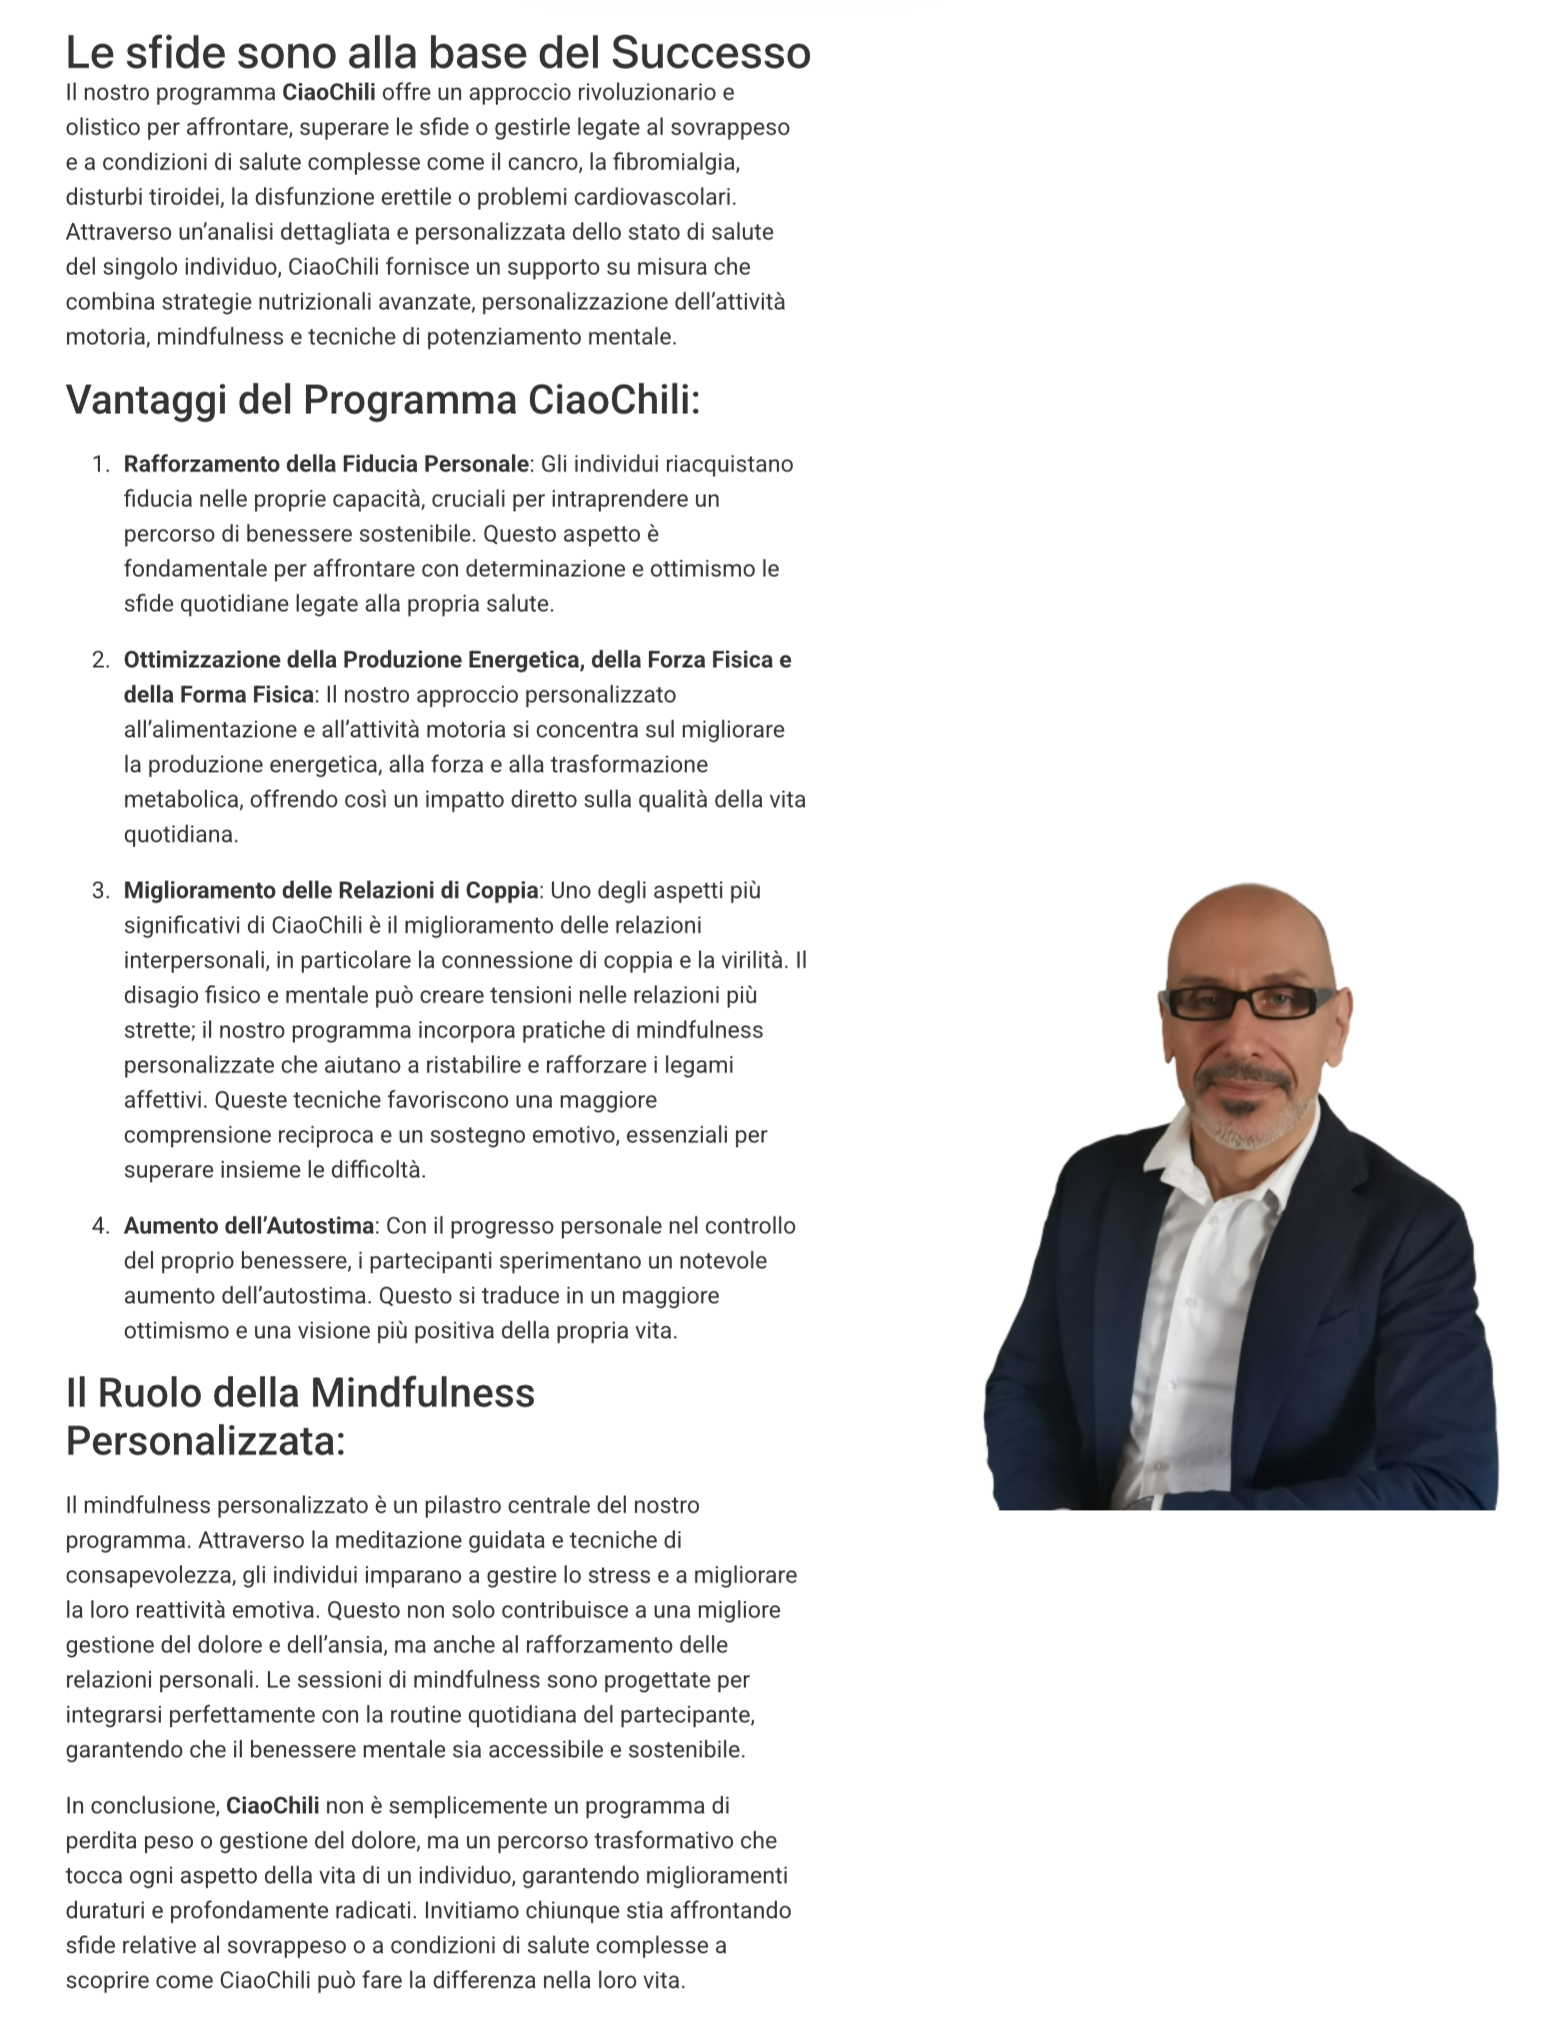 Le sfide sono alla base del Successo
Il nostro programma CiaoChili offre un approccio rivoluzionario e
olistico per affrontare, superare le sfide o gestirle legate al sovrappeso
e a condizioni di salute complesse come il cancro, la fibromialgia,
disturbi tiroidei, la disfunzione erettile o problemi cardiovascolari.
Attraverso un’analisi dettagliata e personalizzata dello stato di salute
del singolo individuo, CiaoChili fornisce un supporto su misura che
combina strategie nutrizionali avanzate, personalizzazione dell’attività
motoria, mindfulness e tecniche di potenziamento mentale.
Vantaggi del Programma CiaoChili:
1. Rafforzamento della Fiducia Personale: Gli individui riacquistano
fiducia nelle proprie capacità, cruciali per intraprendere un
percorso di benessere sostenibile. Questo aspetto è
fondamentale per affrontare con determinazione e ottimismo le
sfide quotidiane legate alla propria salute.
2. Ottimizzazione della Produzione Energetica, della Forza Fisica e
della Forma Fisica: Il nostro approccio personalizzato
all’alimentazione e all’attività motoria si concentra sul migliorare
la produzione energetica, alla forza e alla trasformazione
metabolica, offrendo così un impatto diretto sulla qualità della vita
quotidiana.
3. Miglioramento delle Relazioni di Coppia: Uno degli aspetti più
significativi di CiaoChili è il miglioramento delle relazioni
interpersonali, in particolare la connessione di coppia e la virilità. Il
disagio fisico e mentale può creare tensioni nelle relazioni più
strette; il nostro programma incorpora pratiche di mindfulness
personalizzate che aiutano a ristabilire e rafforzare i legami
affettivi. Queste tecniche favoriscono una maggiore
comprensione reciproca e un sostegno emotivo, essenziali per
superare insieme le difficoltà.
4. Aumento dell’Autostima: Con il progresso personale nel controllo
del proprio benessere, i partecipanti sperimentano un notevole
aumento dell’autostima. Questo si traduce in un maggiore
ottimismo e una visione più positiva della propria vita.
Il Ruolo della Mindfulness
Personalizzata:
Il mindfulness personalizzato è un pilastro centrale del nostro
programma. Attraverso la meditazione guidata e tecniche di
consapevolezza, gli individui imparano a gestire lo stress e a migliorare
la loro reattività emotiva. Questo non solo contribuisce a una migliore
gestione del dolore e dell’ansia, ma anche al rafforzamento delle
relazioni personali. Le sessioni di mindfulness sono progettate per
integrarsi perfettamente con la routine quotidiana del partecipante,
garantendo che il benessere mentale sia accessibile e sostenibile.
In conclusione, CiaoChili non è semplicemente un programma di
perdita peso o gestione del dolore, ma un percorso trasformativo che
tocca ogni aspetto della vita di un individuo, garantendo miglioramenti
duraturi e profondamente radicati. Invitiamo chiunque stia affrontando
sfide relative al sovrappeso o a condizioni di salute complesse a
scoprire come CiaoChili può fare la differenza nella loro vita.